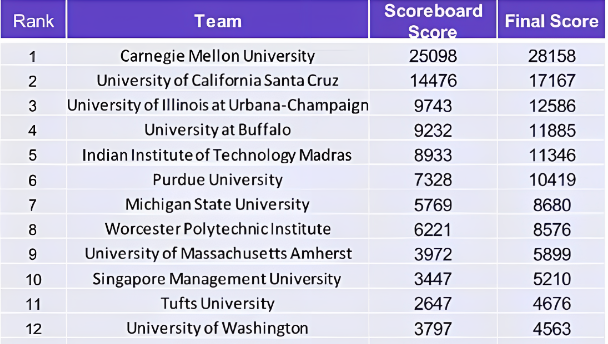 Rank Team Scoreboard Score Final Score
1 Carnegie Mellon University 25098 28158
2 University of California Santa Cruz 14476 17167
3 University of Illinois at Urbana-Champaign 9743 12586
4 University at Buffalo 9232 11885
5 Indian Institute of Technology Madras 8933 11346
6 Purdue University 7328 10419
7 Michigan State University 5769 8680
8 Worcester Polytechnic Institute 6221 8576
9 University of Massachusetts Amherst 3972 5899
10 Singapore Management University 3447 5210
11 Tufts University 2647 4676
12 University of Washington 3797 4563